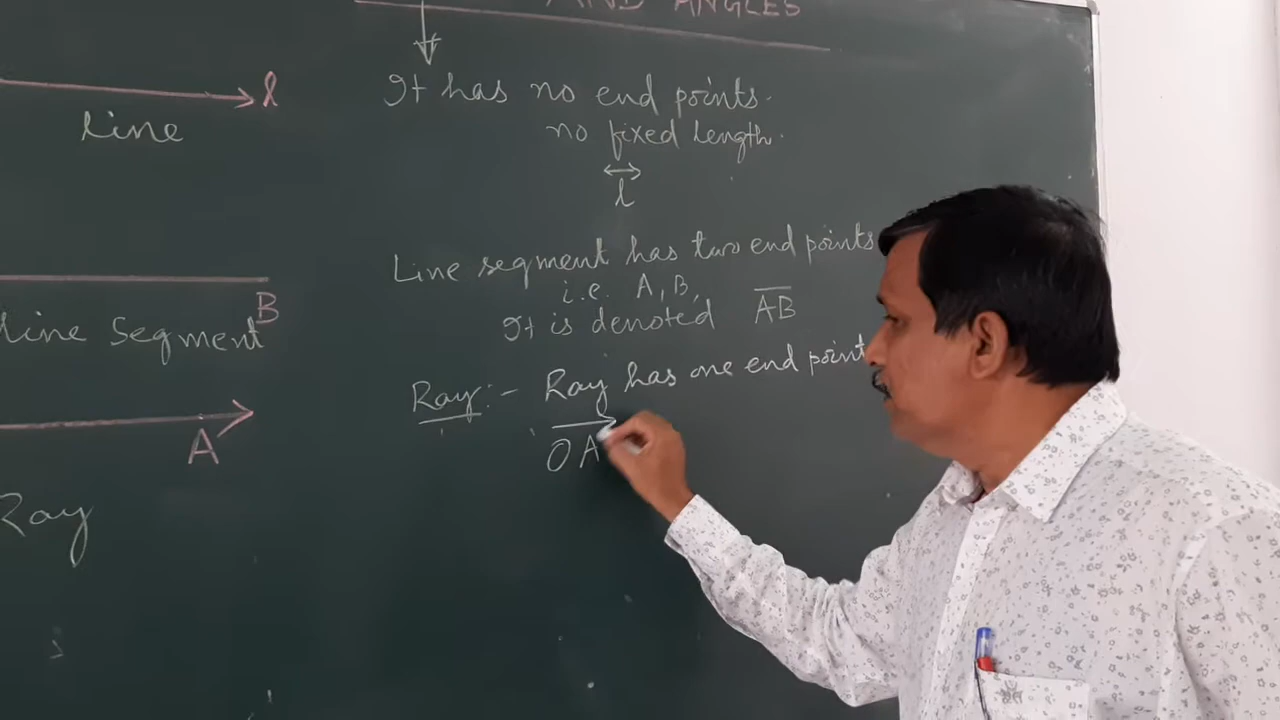 AND ANGLES
l
line
It has no end points.
no fixed length.
l
B
line Segment
Line segment has two end points
i.e. A, B,
It is denoted AB
A
Ray
Ray:- Ray has one end point
OA